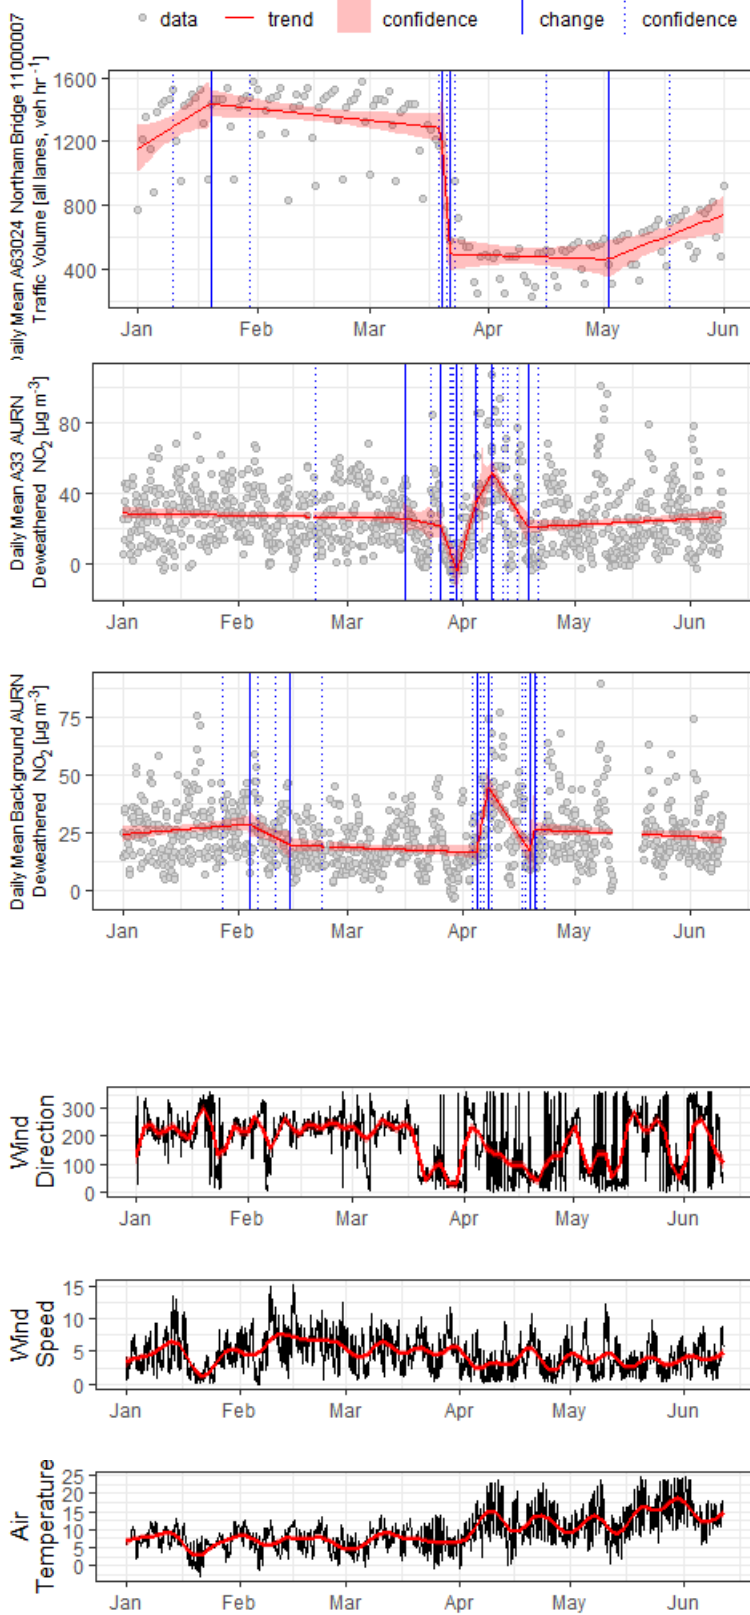 data trend confidence change confidence
Daily Mean A63024 Northam Bridge 11000007
Traffic Volume [all lanes, veh hr⁻¹]
1600
1200
800
400
Jan Feb Mar Apr May Jun
Daily Mean A33 AURN
Deweathered NO₂ [µg m⁻³]
80
40
0
Jan Feb Mar Apr May Jun
Daily Mean Background AURN
Deweathered NO₂ [µg m⁻³]
75
50
25
0
Jan Feb Mar Apr May Jun
Wind
Direction
300
200
100
0
Jan Feb Mar Apr May Jun
Wind
Speed
15
10
5
0
Jan Feb Mar Apr May Jun
Air
Temperature
25
20
15
10
5
0
Jan Feb Mar Apr May Jun